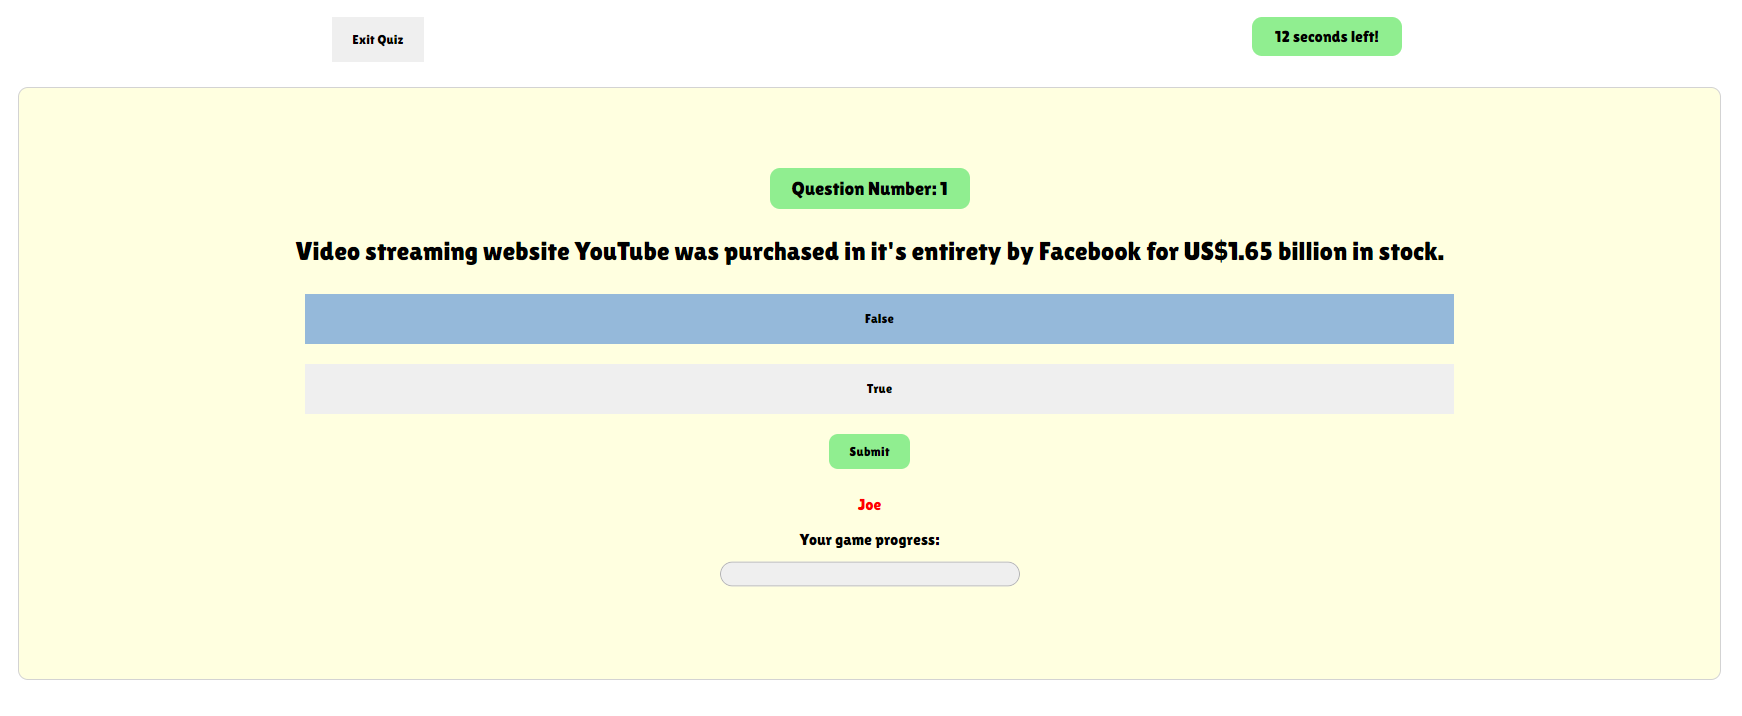 Exit Quiz
12 seconds left!
Question Number: 1
Video streaming website YouTube was purchased in it's entirety by Facebook for US$1.65 billion in stock.
False
True
Submit
Joe
Your game progress: